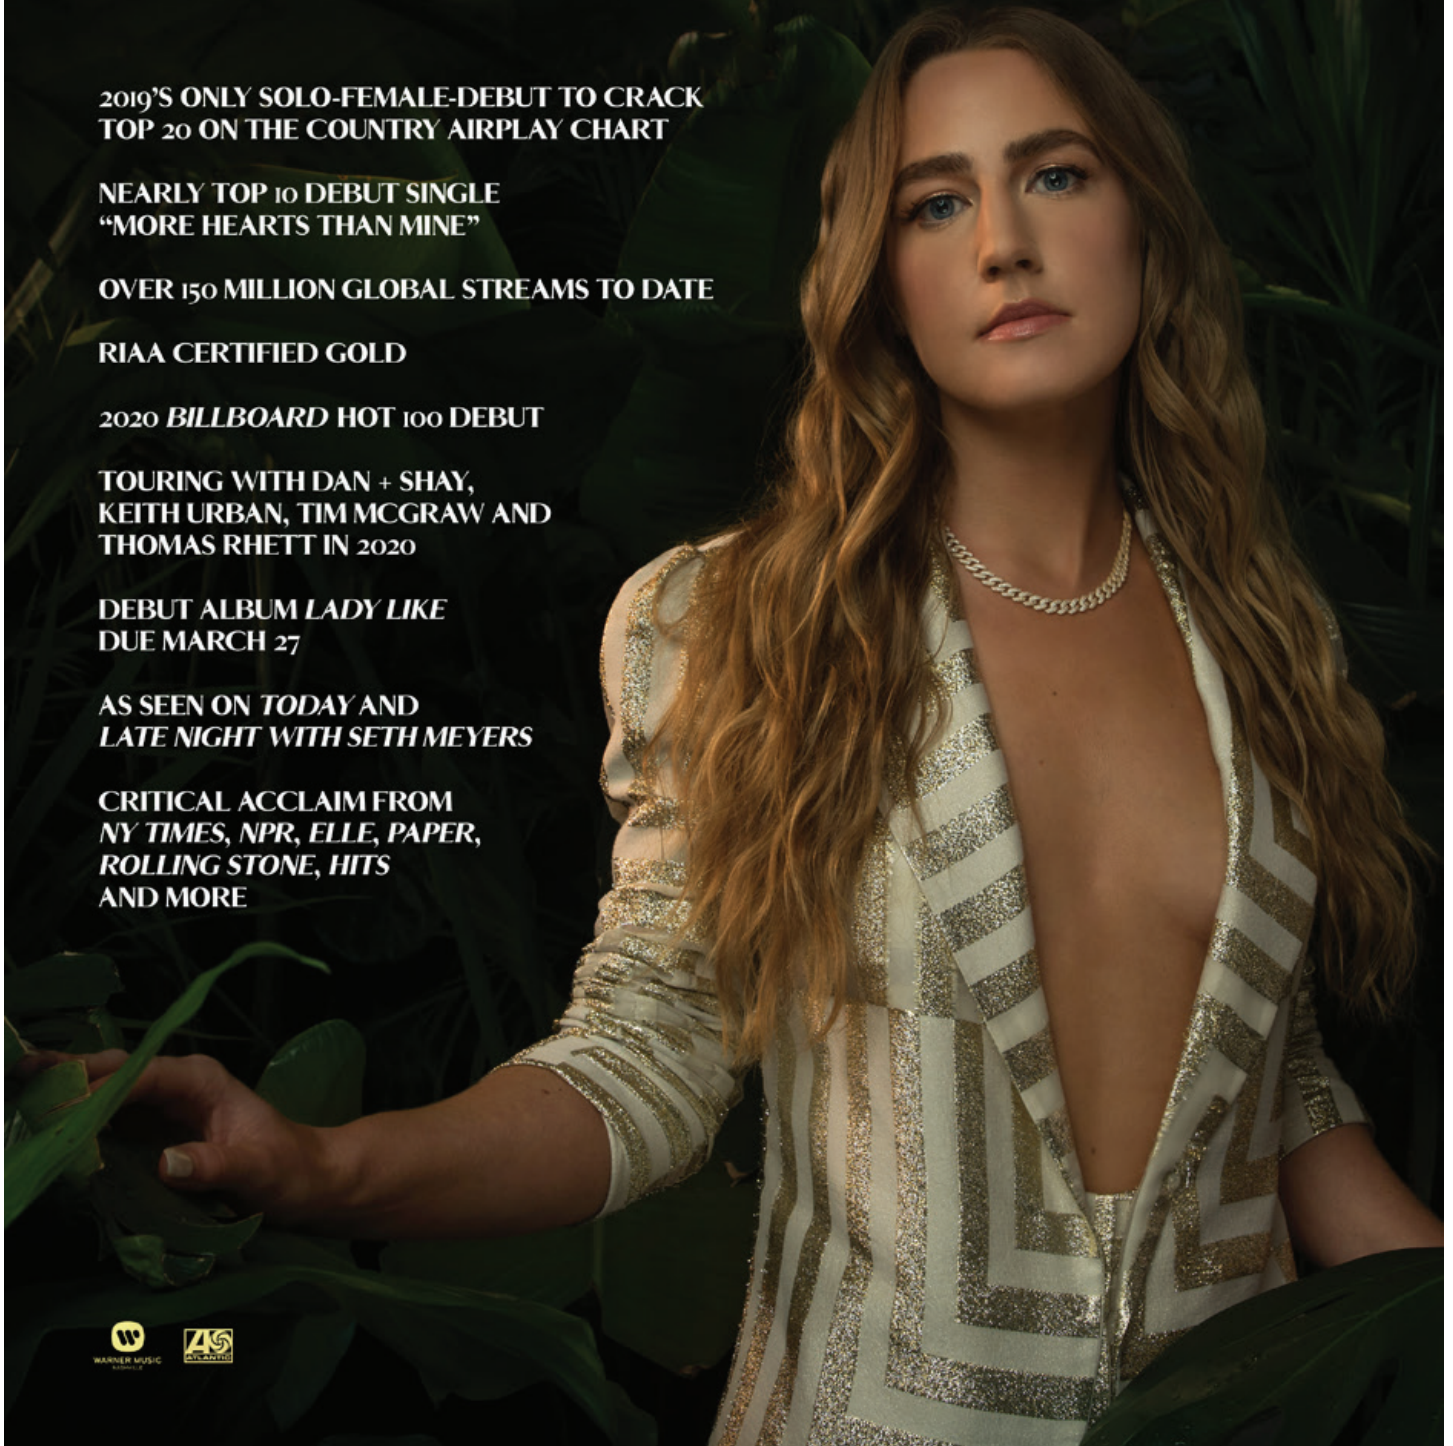 2019'S ONLY SOLO-FEMALE-DEBUT TO CRACK
TOP 20 ON THE COUNTRY AIRPLAY CHART
NEARLY TOP 10 DEBUT SINGLE
“MORE HEARTS THAN MINE”
OVER 150 MILLION GLOBAL STREAMS TO DATE
RIAA CERTIFIED GOLD
2020 BILLBOARD HOT 100 DEBUT
TOURING WITH DAN + SHAY,
KEITH URBAN, TIM MCGRAW AND
THOMAS RHETT IN 2020
DEBUT ALBUM LADY LIKE
DUE MARCH 27
AS SEEN ON TODAY AND
LATE NIGHT WITH SETH MEYERS
CRITICAL ACCLAIM FROM
NY TIMES, NPR, ELLE, PAPER,
ROLLING STONE, HITS
AND MORE
WARNER MUSIC
NASHVILLE
ATLANTIC